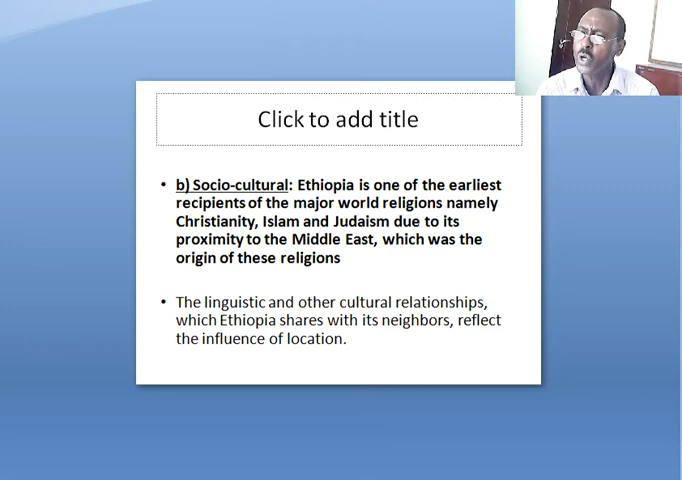 Click to add title
• b) Socio-cultural: Ethiopia is one of the earliest
recipients of the major world religions namely
Christianity, Islam and Judaism due to its
proximity to the Middle East, which was the
origin of these religions
• The linguistic and other cultural relationships,
which Ethiopia shares with its neighbors, reflect
the influence of location.